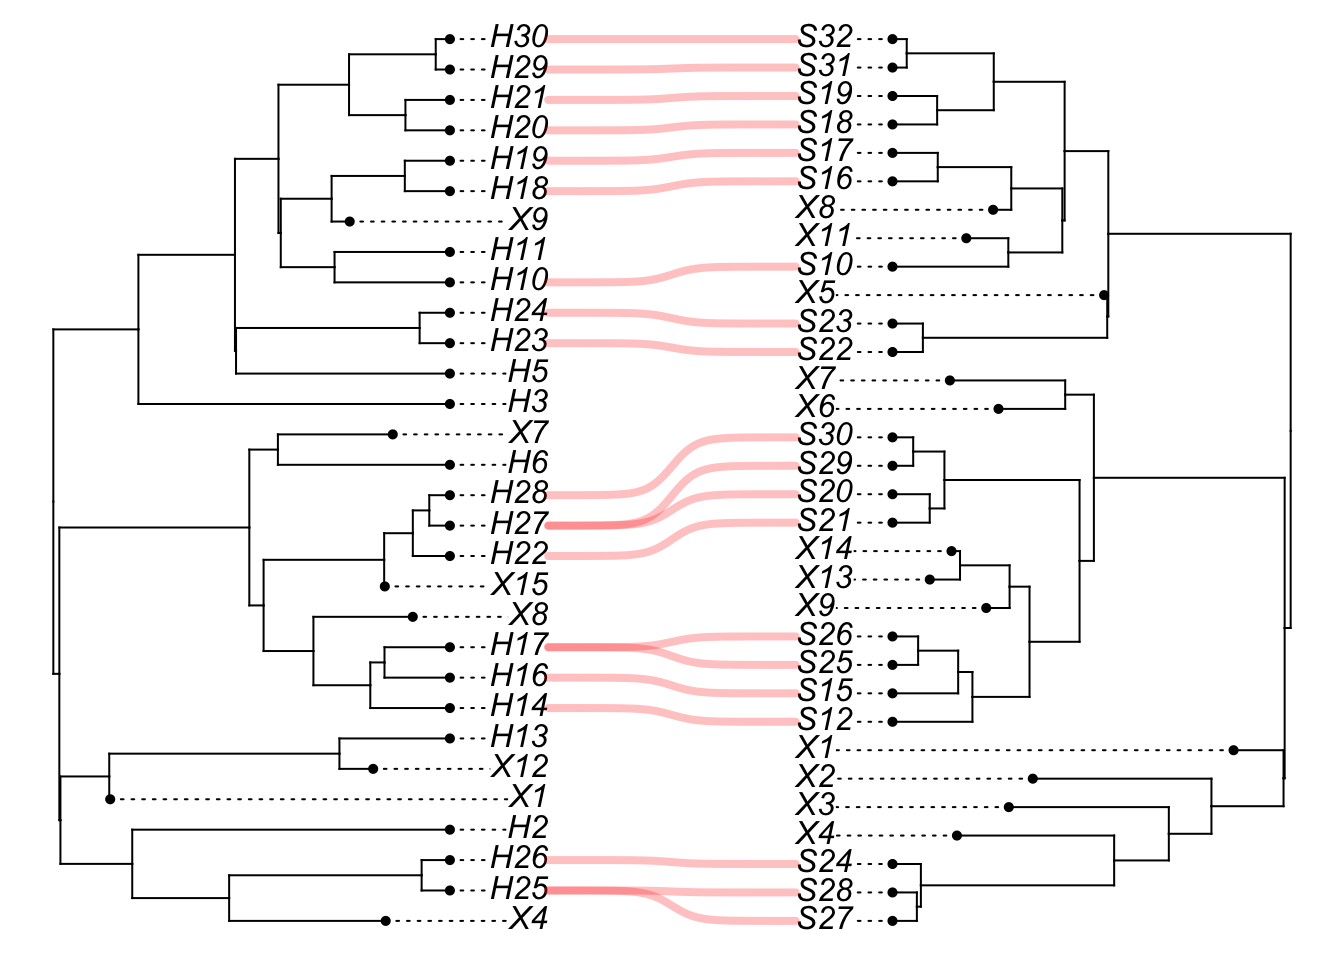 H30
H29
H21
H20
H19
H18
X9
H11
H10
H24
H23
H5
H3
X7
H6
H28
H27
H22
X15
X8
H17
H16
H14
H13
X12
X1
H2
H26
H25
X4
S32
S31
S19
S18
S17
S16
X8
X11
S10
X5
S23
S22
X7
X6
S30
S29
S20
S21
X14
X13
X9
S26
S25
S15
S12
X1
X2
X3
X4
S24
S28
S27